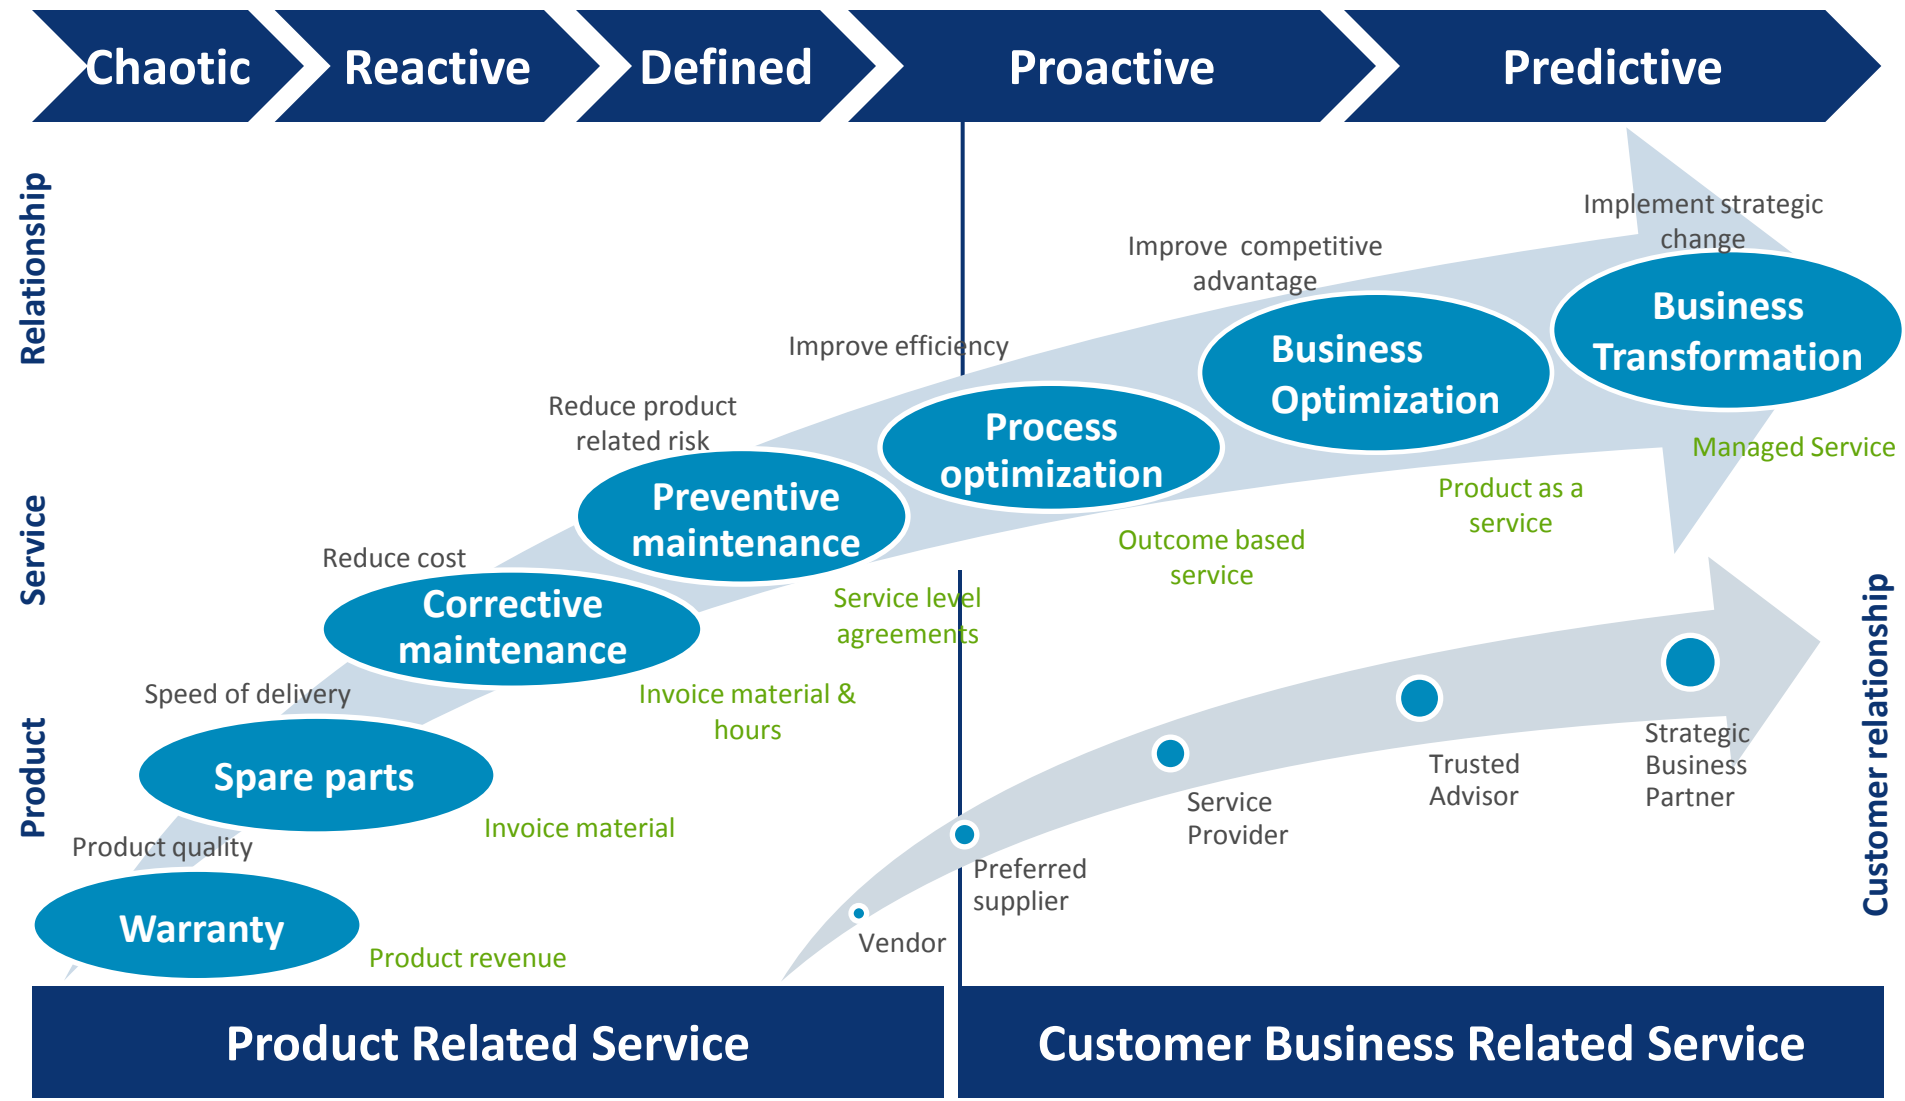 Chaotic
Reactive
Defined
Proactive
Predictive
Relationship
Service
Product
Implement strategic
change
Business
Transformation
Managed Service
Improve competitive
advantage
Business
Optimization
Product as a
service
Improve efficiency
Process
optimization
Outcome based
service
Reduce product
related risk
Preventive
maintenance
Service level
agreements
Reduce cost
Corrective
maintenance
Invoice material &
hours
Speed of delivery
Spare parts
Invoice material
Product quality
Warranty
Product revenue
Vendor
Preferred
supplier
Service
Provider
Trusted
Advisor
Strategic
Business
Partner
Customer relationship
Product Related Service
Customer Business Related Service